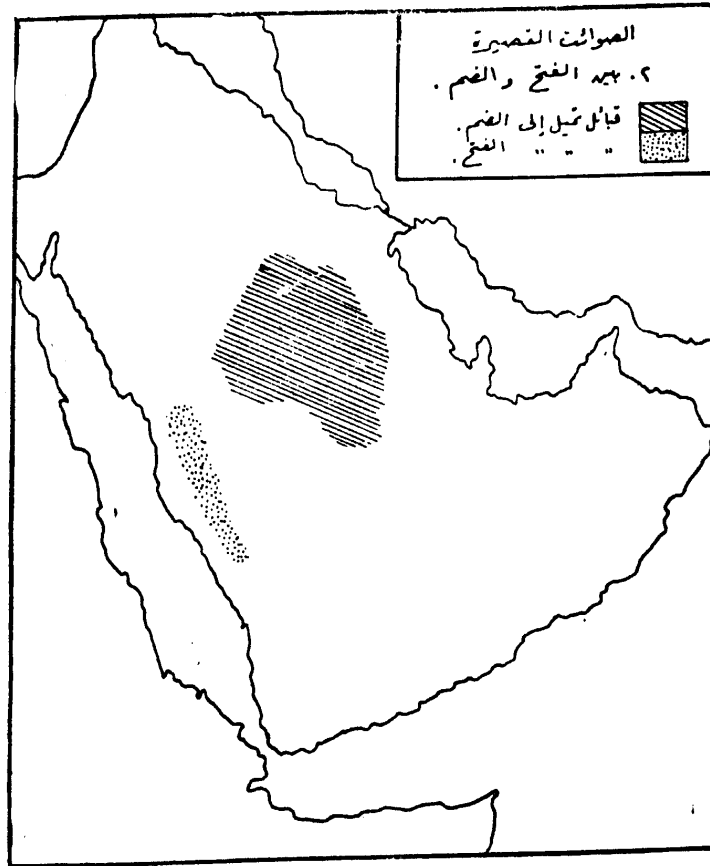 الصوائت القصيرة
٢. بين الفتح والضم.
قبائل تميل إلى الضم.
" " " الفتح.